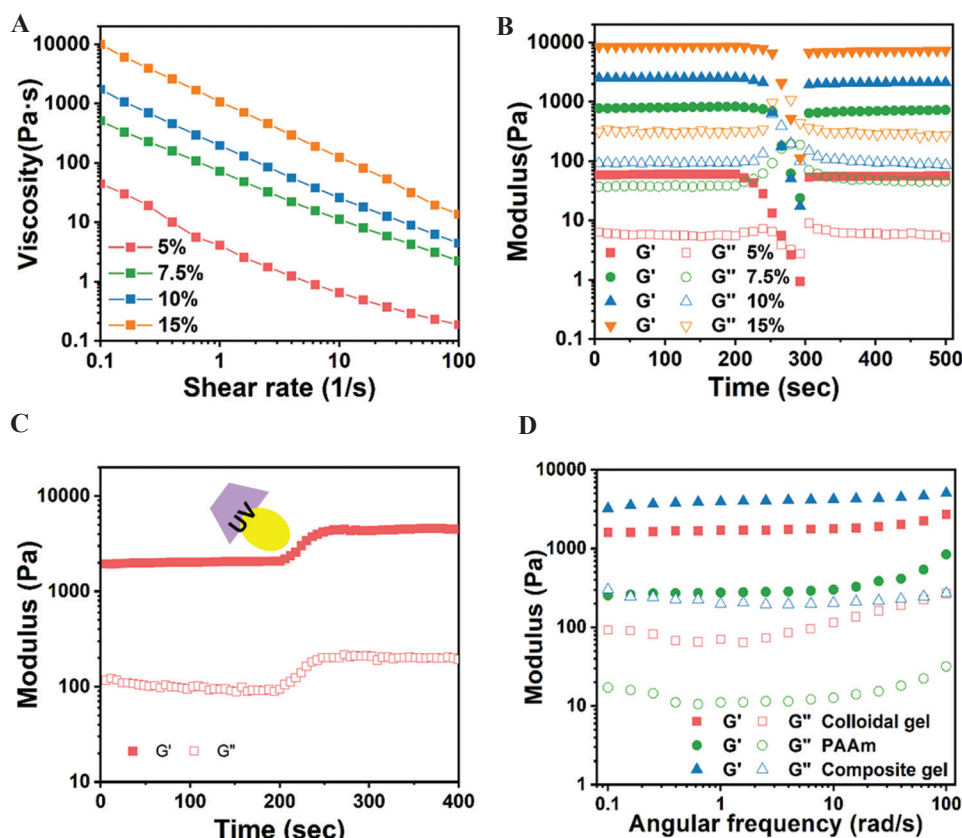 A
Viscosity(Pa·s)
10000
1000
100
10
1
0.1
5%
7.5%
10%
15%
0.1 1 10 100
Shear rate (1/s)
B
Modulus(Pa)
10000
1000
100
10
1
0.1
G' G'' 5%
G' G'' 7.5%
G' G'' 10%
G' G'' 15%
0 100 200 300 400 500
Time (sec)
C
Modulus (Pa)
10000
1000
100
10
UV
G' G''
0 100 200 300 400
Time (sec)
D
Modulus (Pa)
10000
1000
100
10
1
G' G'' Colloidal gel
G' G'' PAAm
G' G'' Composite gel
0.1 1 10 100
Angular frequency (rad/s)